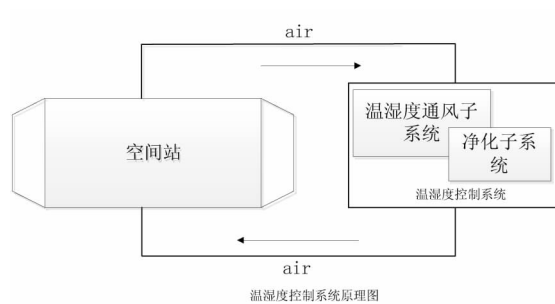 air
温湿度通风子
系统
净化子系
统
空间站
温湿度控制系统
air
温湿度控制系统原理图